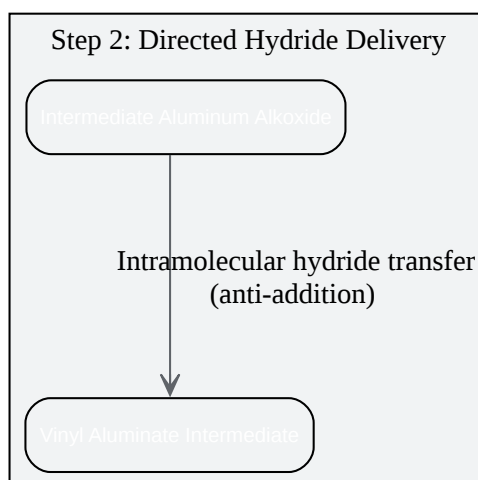 Step 2: Directed Hydride Delivery
Intermediate Aluminum Alkoxide
Intramolecular hydride transfer
(anti-addition)
Vinyl Aluminate Intermediate